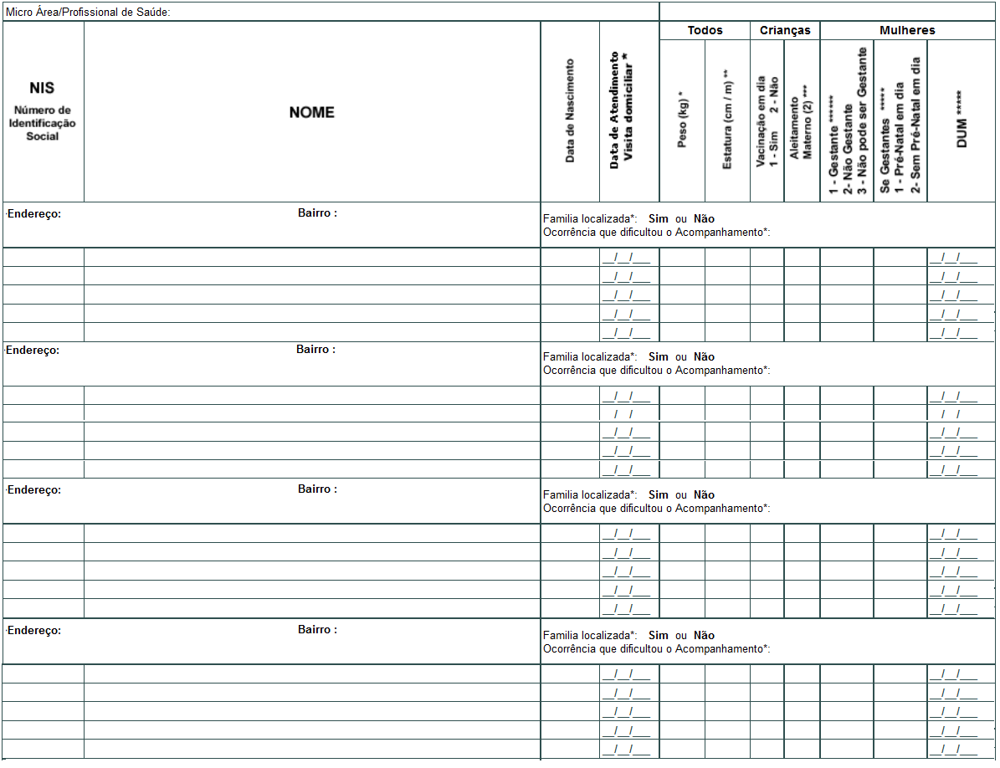 Micro Área/Profissional de Saúde:
Todos
Crianças
Mulheres
NIS
Número de
Identificação
Social
NOME
Data de Nascimento
Data de Atendimento
Visita domiciliar *
Peso (kg) *
Estatura (cm / m) **
Vacinação em dia
1 - Sim 2 - Não
Aleitamento
Materno (2) ***
1 - Gestante ******
2- Não Gestante
3 - Não pode ser Gestante
Se Gestantes *****
1 - Pré-Natal em dia
2- Sem Pré-Natal em dia
DUM *****
Endereço: Bairro :
Familia localizada*: Sim ou Não
Ocorrência que dificultou o Acompanhamento*:
__/__/___ __/__/___
__/__/___ __/__/___
__/__/___ __/__/___
__/__/___ __/__/___
__/__/___ __/__/___
Endereço: Bairro :
Familia localizada*: Sim ou Não
Ocorrência que dificultou o Acompanhamento*:
__/__/___ __/__/___
/ / / /
__/__/___ __/__/___
__/__/___ __/__/___
__/__/___ __/__/___
Endereço: Bairro :
Familia localizada*: Sim ou Não
Ocorrência que dificultou o Acompanhamento*:
__/__/___ __/__/___
__/__/___ __/__/___
__/__/___ __/__/___
__/__/___ __/__/___
__/__/___ __/__/___
Endereço: Bairro :
Familia localizada*: Sim ou Não
Ocorrência que dificultou o Acompanhamento*:
__/__/___ __/__/___
__/__/___ __/__/___
__/__/___ __/__/___
__/__/___ __/__/___
__/__/___ __/__/___